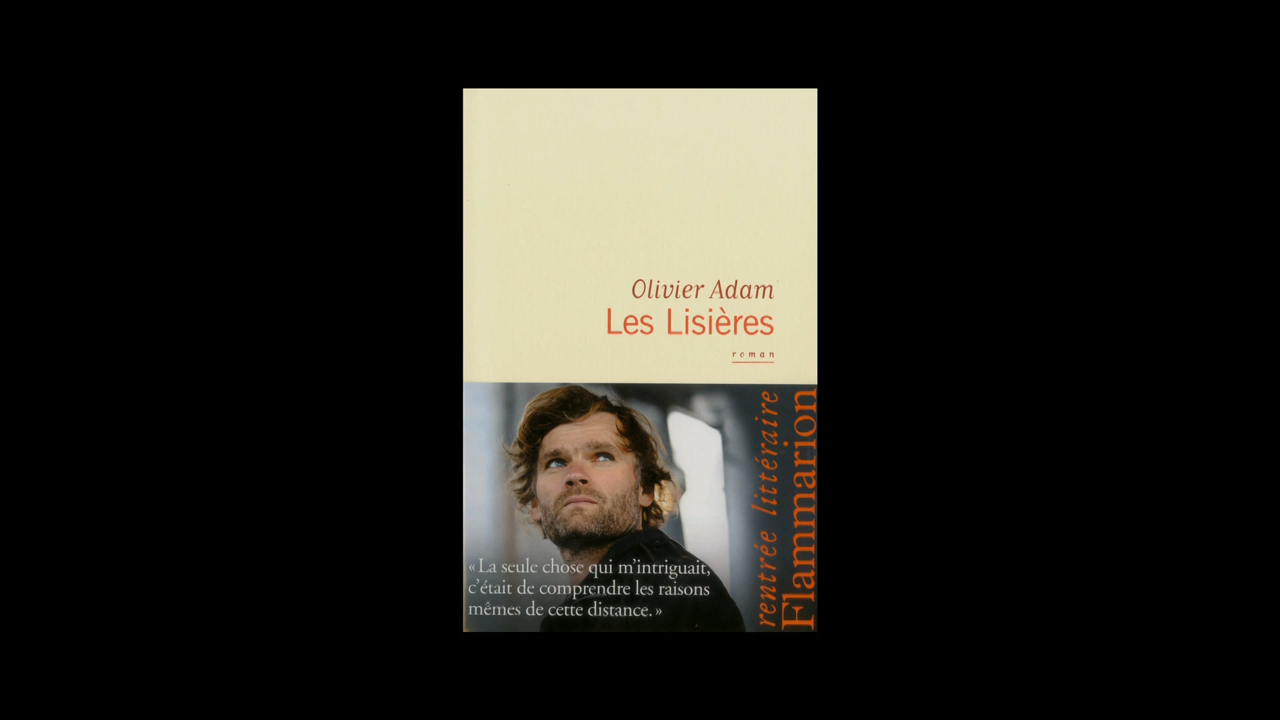 Olivier Adam
Les Lisières
roman
« La seule chose qui m’intriguait,
c’était de comprendre les raisons
mêmes de cette distance. »
rentrée littéraire
Flammarion